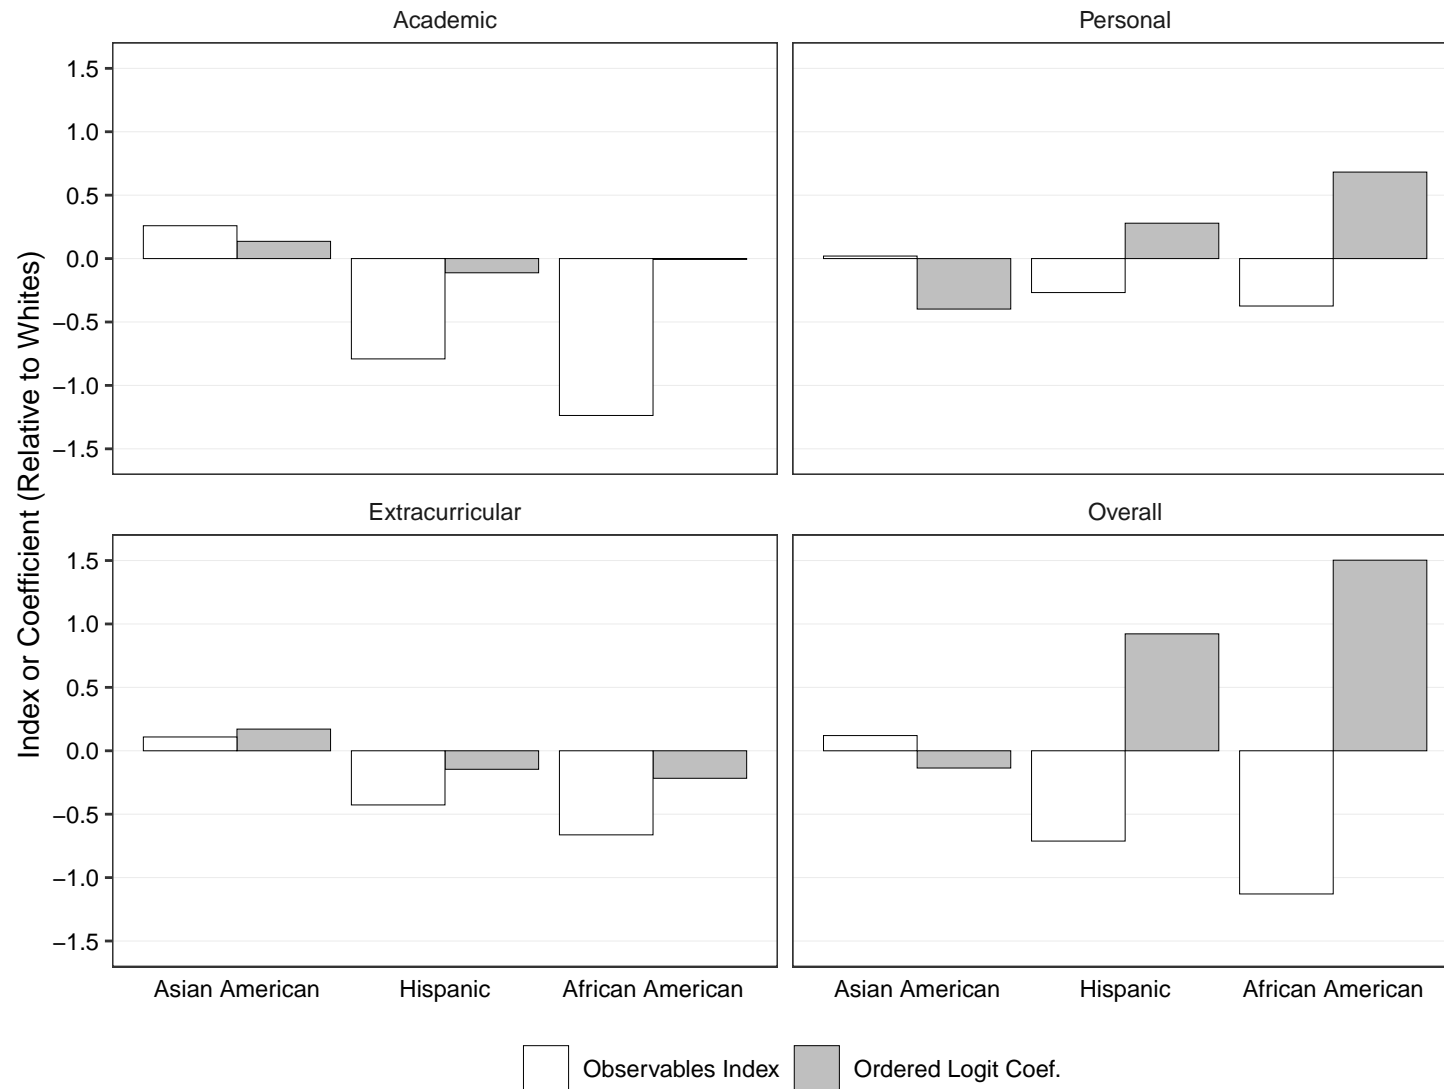 Academic
Personal
Index or Coefficient (Relative to Whites)
1.5
1.0
0.5
0.0
−0.5
−1.0
−1.5
Extracurricular
Overall
1.5
1.0
0.5
0.0
−0.5
−1.0
−1.5
Asian American
Hispanic
African American
Asian American
Hispanic
African American
Observables Index
Ordered Logit Coef.